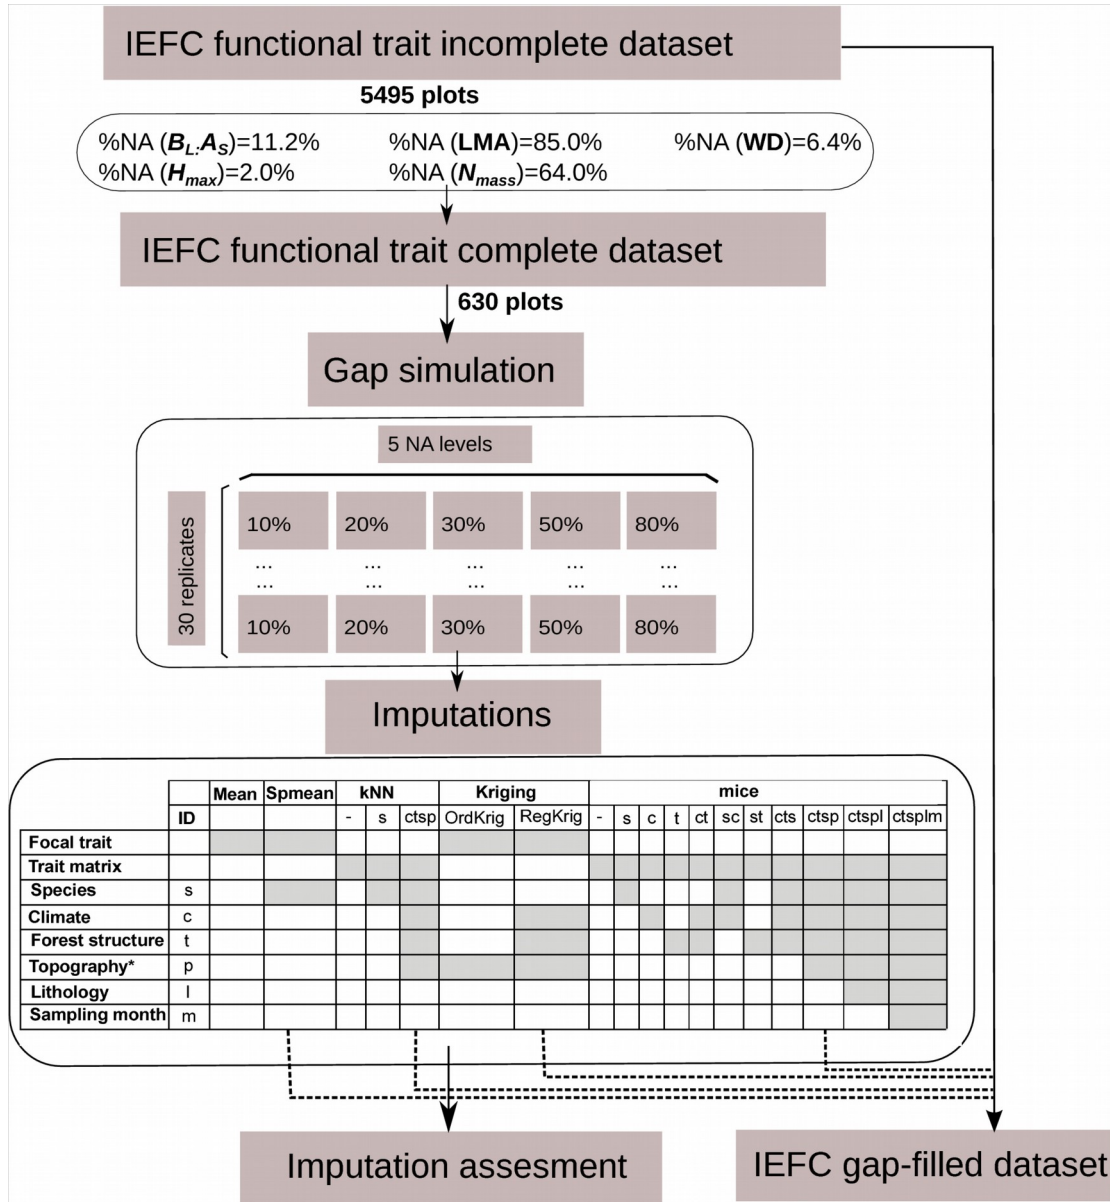 IEFC functional trait incomplete dataset
5495 plots
%NA (BL:AS)=11.2% %NA (LMA)=85.0% %NA (WD)=6.4%
%NA (Hmax)=2.0% %NA (Nmass)=64.0%
IEFC functional trait complete dataset
630 plots
Gap simulation
5 NA levels
30 replicates
10% 20% 30% 50% 80%
... ... ... ... ...
... ... ... ... ...
10% 20% 30% 50% 80%
Imputations
Mean Spmean kNN Kriging mice
ID - s ctsp OrdKrig RegKrig - s c t ct sc st cts ctsp ctspl ctsplm
Focal trait
Trait matrix
Species s
Climate c
Forest structure t
Topography* p
Lithology l
Sampling month m
Imputation assesment
IEFC gap-filled dataset